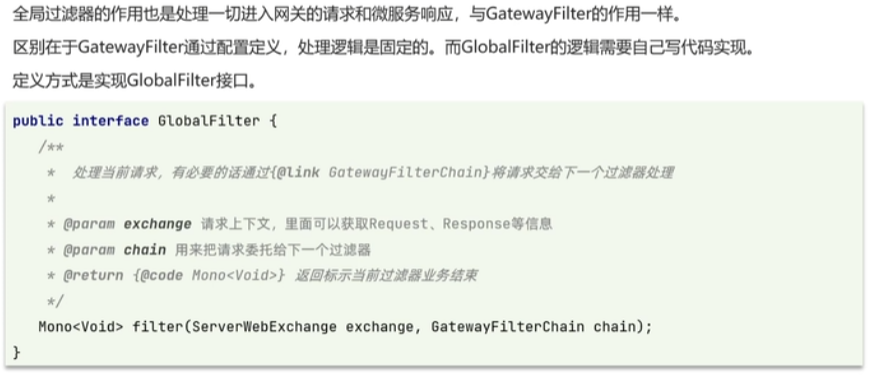 全局过滤器的作用也是处理一切进入网关的请求和微服务响应，与GatewayFilter的作用一样。
区别在于GatewayFilter通过配置定义，处理逻辑是固定的。而GlobalFilter的逻辑需要自己写代码实现。
定义方式是实现GlobalFilter接口。
public interface GlobalFilter {
/**
* 处理当前请求，有必要的话通过{@link GatewayFilterChain}将请求交给下一个过滤器处理
*
* @param exchange 请求上下文，里面可以获取Request、Response等信息
* @param chain 用来把请求委托给下一个过滤器
* @return {@code Mono<Void>} 返回标示当前过滤器业务结束
*/
Mono<Void> filter(ServerWebExchange exchange, GatewayFilterChain chain);
}